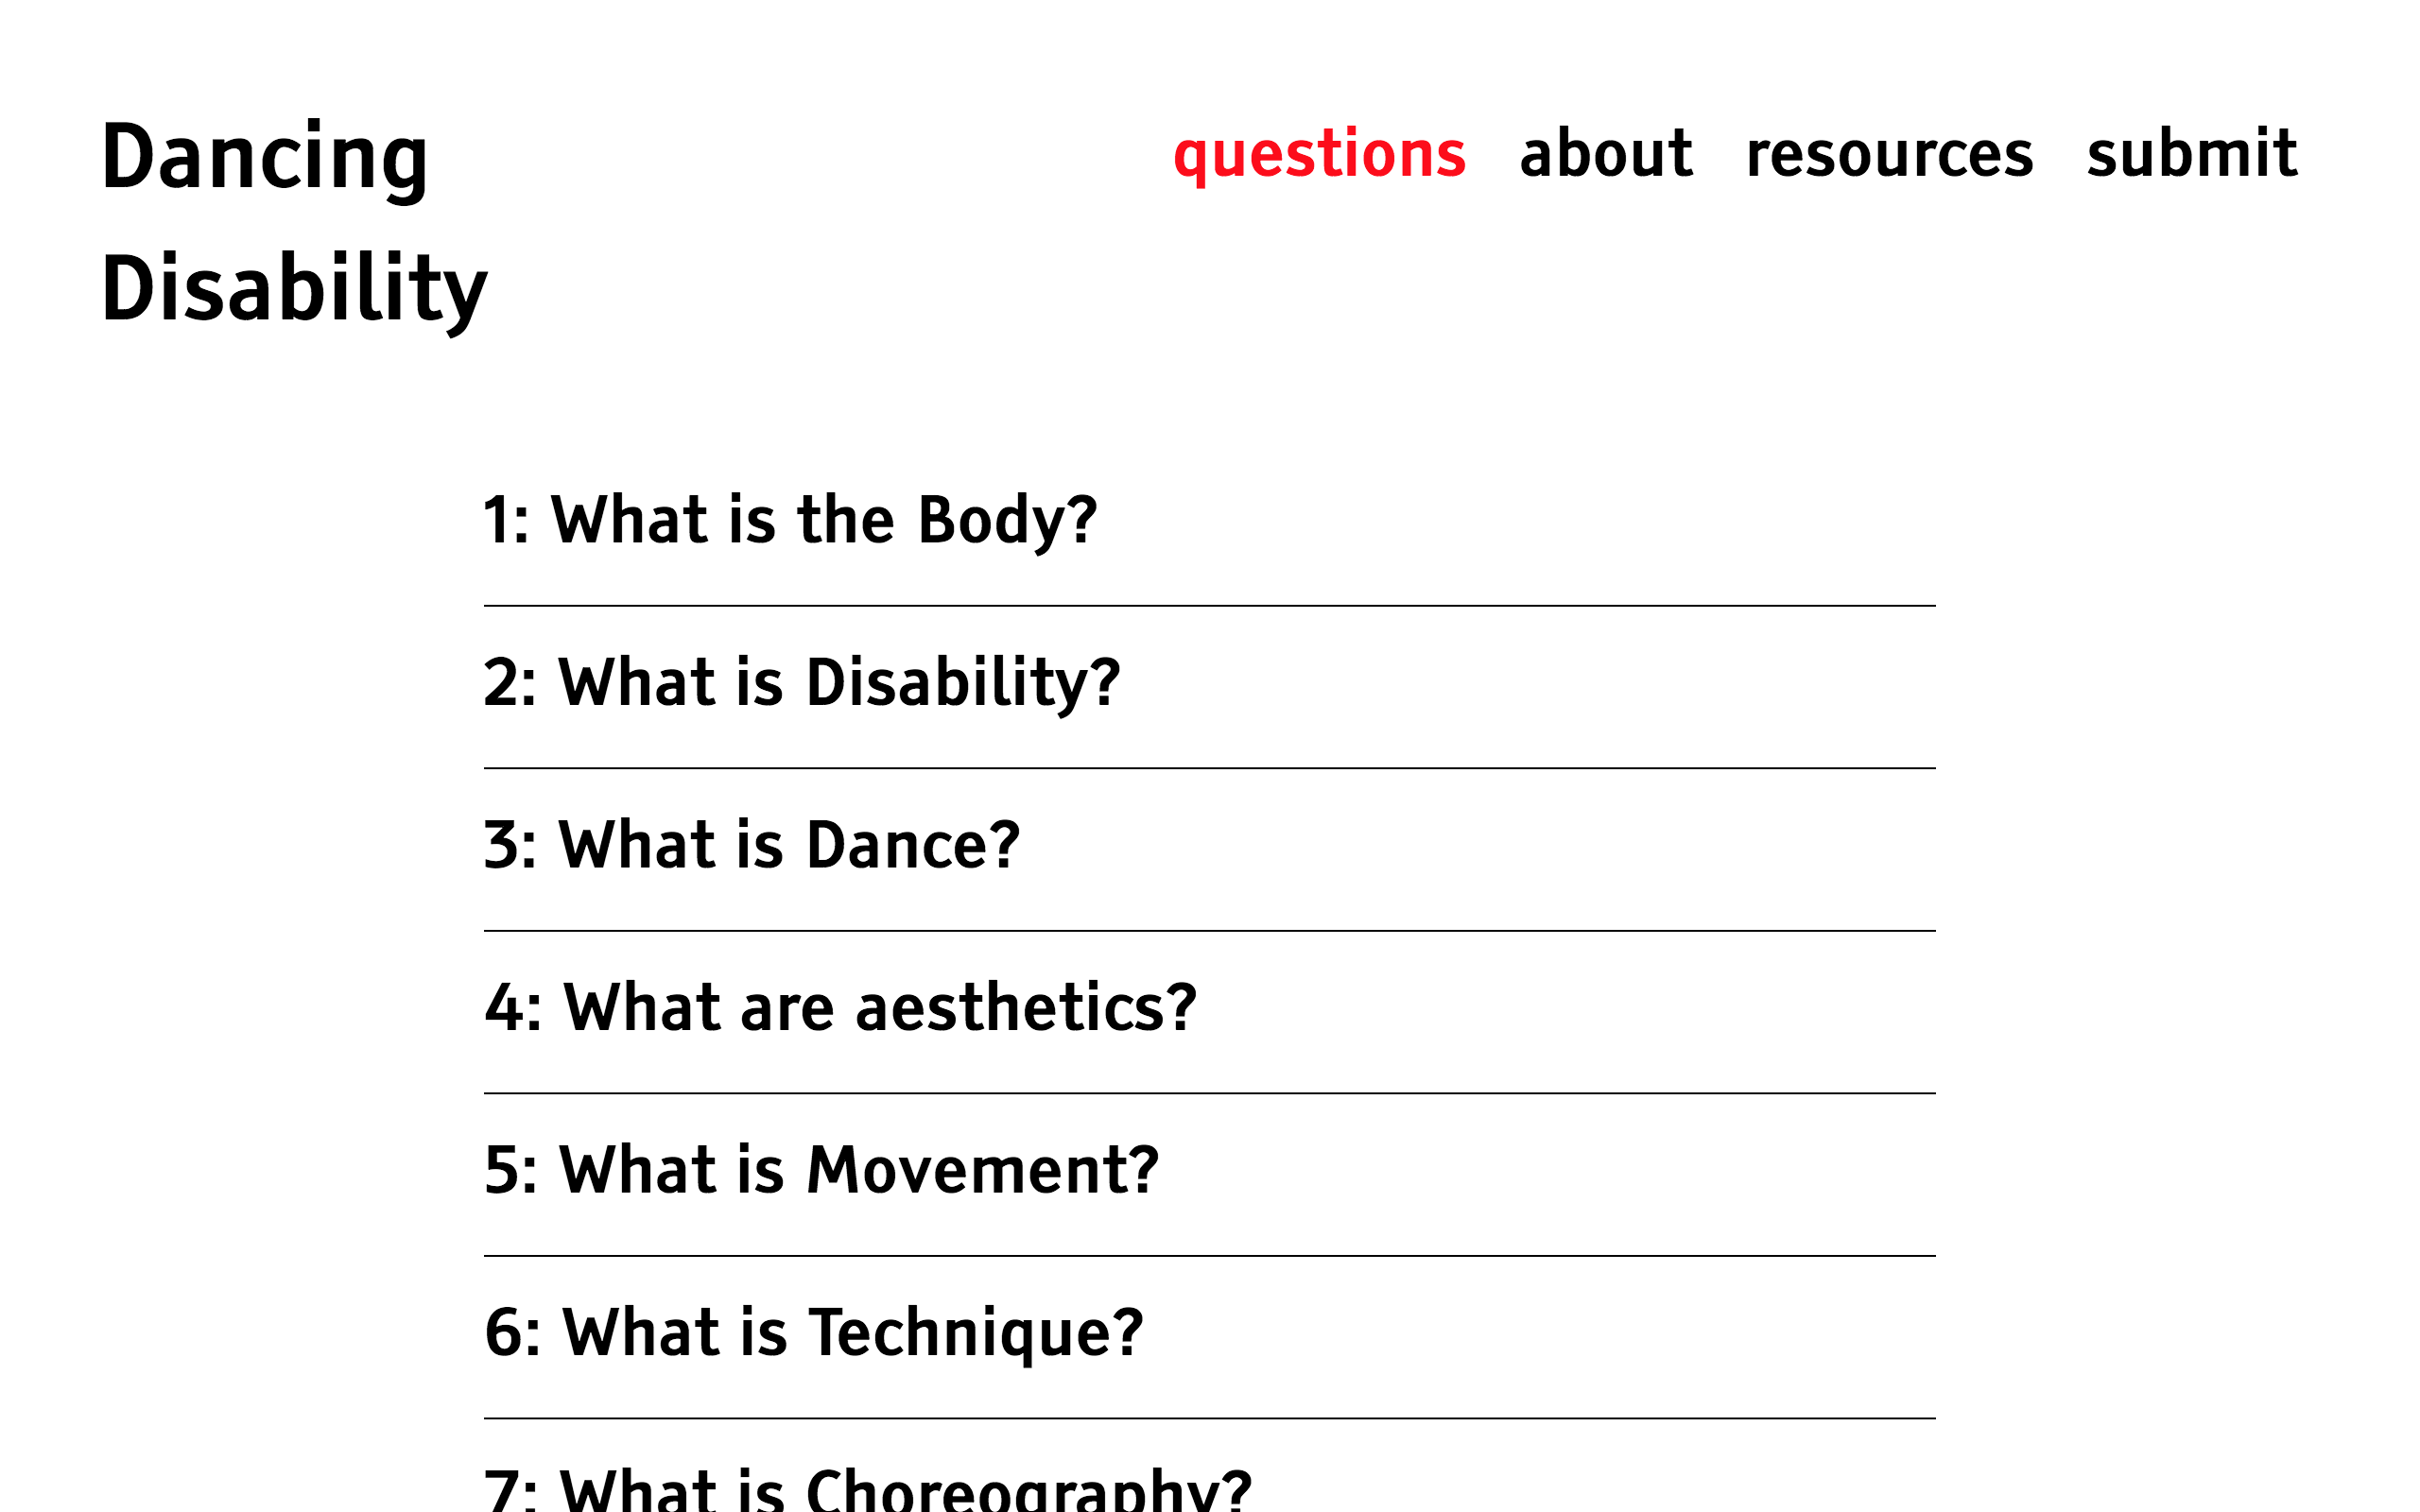 Dancing
Disability
questions about resources submit
1: What is the Body?
2: What is Disability?
3: What is Dance?
4: What are aesthetics?
5: What is Movement?
6: What is Technique?
7: What is Choreography?